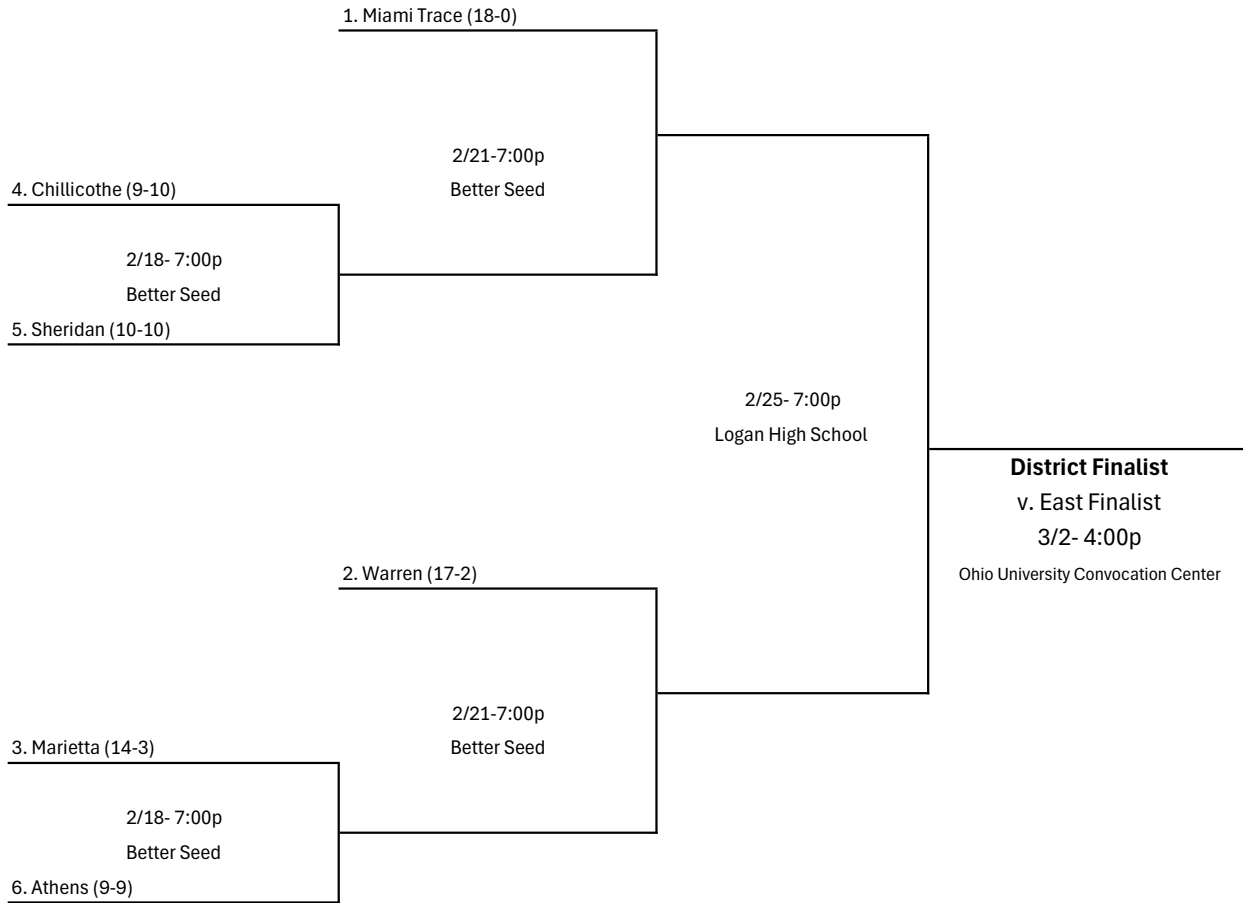 1. Miami Trace (18-0)
2/21-7:00p
Better Seed
4. Chillicothe (9-10)
2/18- 7:00p
Better Seed
5. Sheridan (10-10)
2/25- 7:00p
Logan High School
District Finalist
v. East Finalist
3/2- 4:00p
Ohio University Convocation Center
2. Warren (17-2)
2/21-7:00p
Better Seed
3. Marietta (14-3)
2/18- 7:00p
Better Seed
6. Athens (9-9)